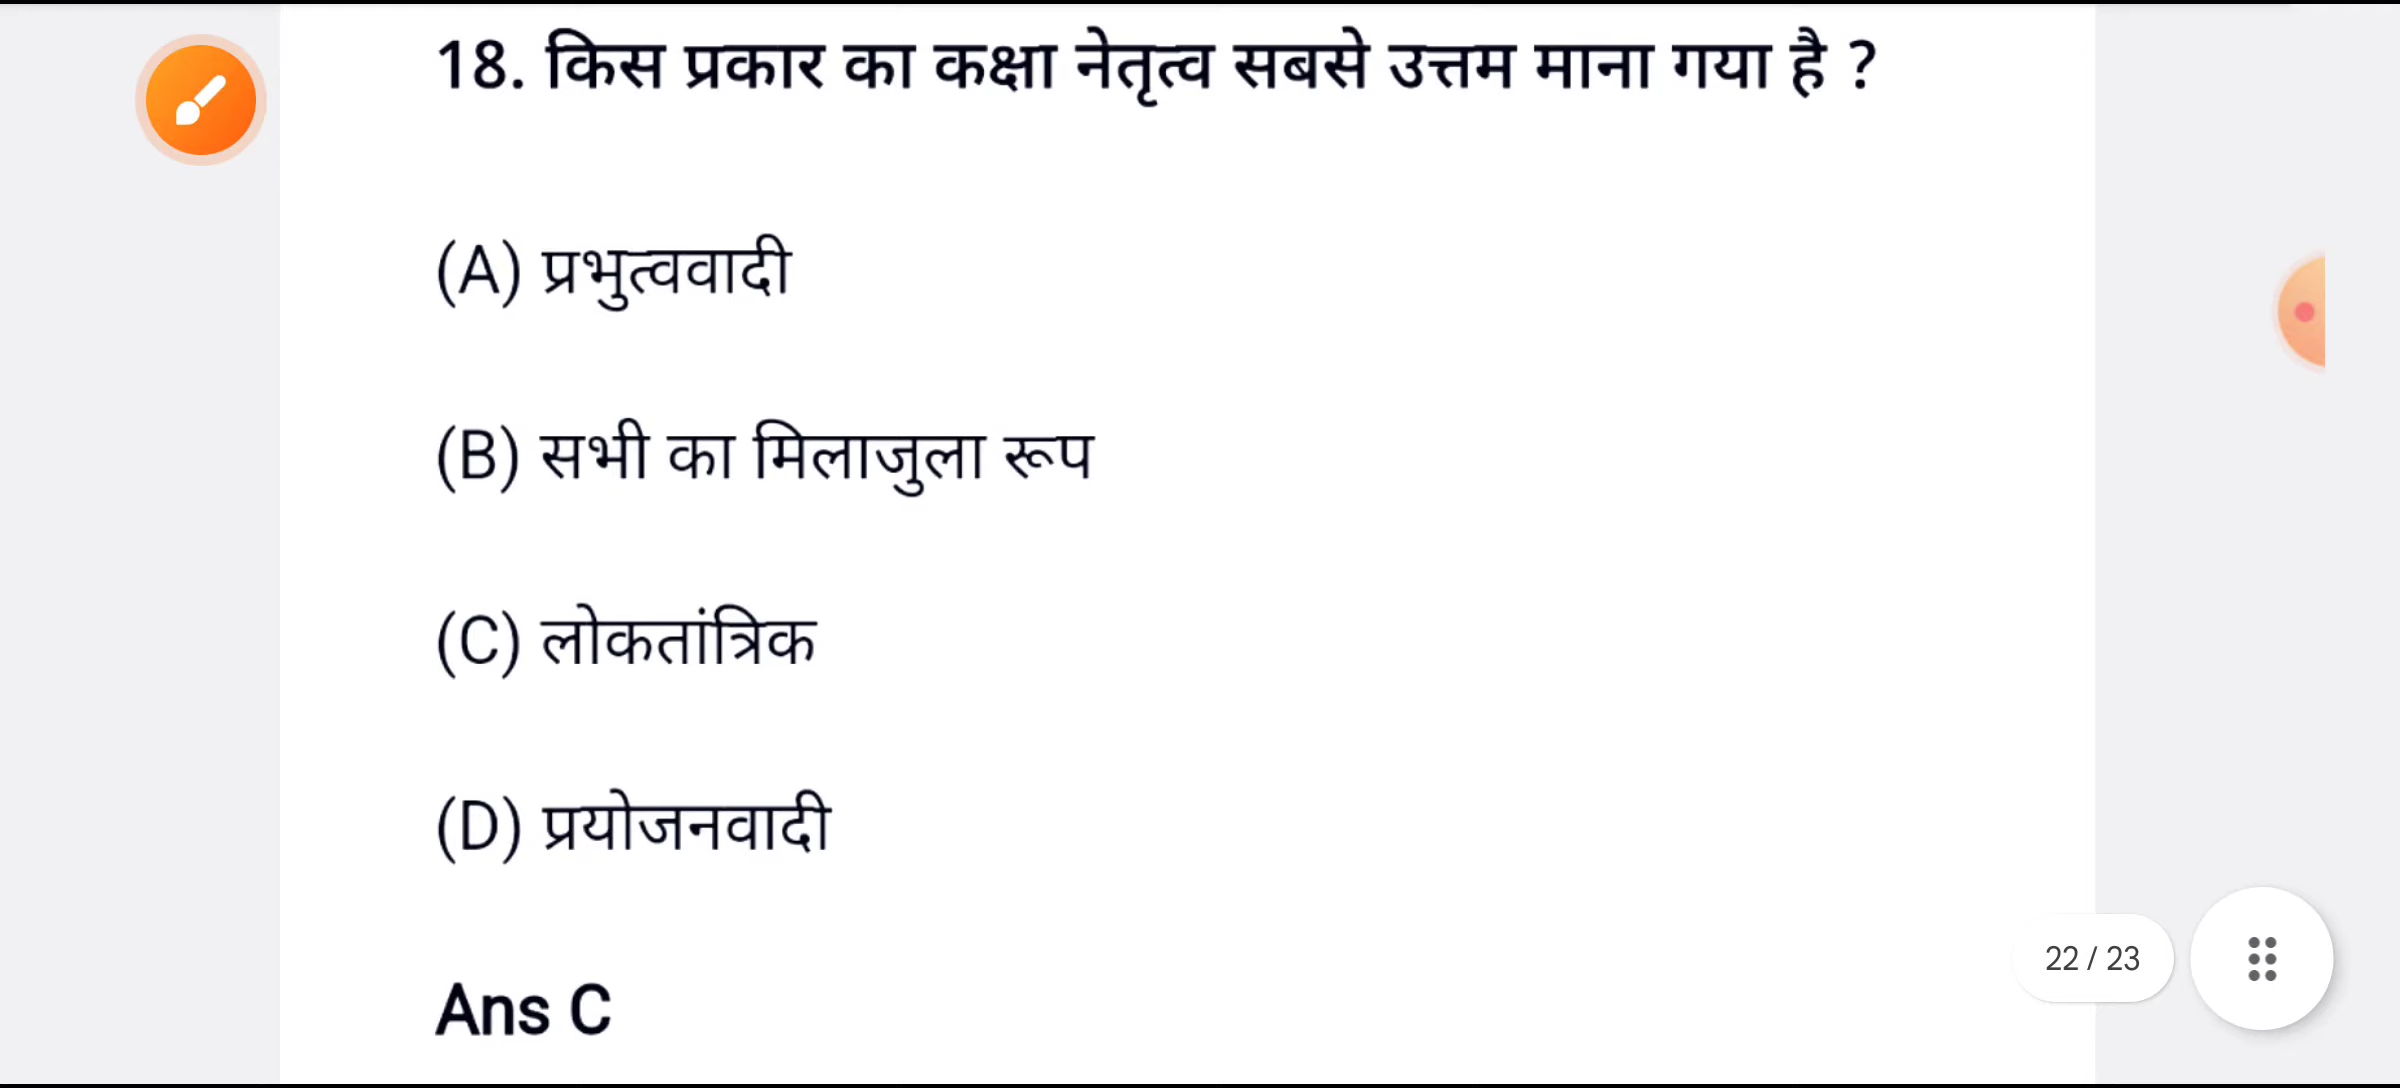 18. किस प्रकार का कक्षा नेतृत्व सबसे उत्तम माना गया है ?
(A) प्रभुत्ववादी
(B) सभी का मिलाजुला रूप
(C) लोकतांत्रिक
(D) प्रयोजनवादी
22 / 23
Ans C